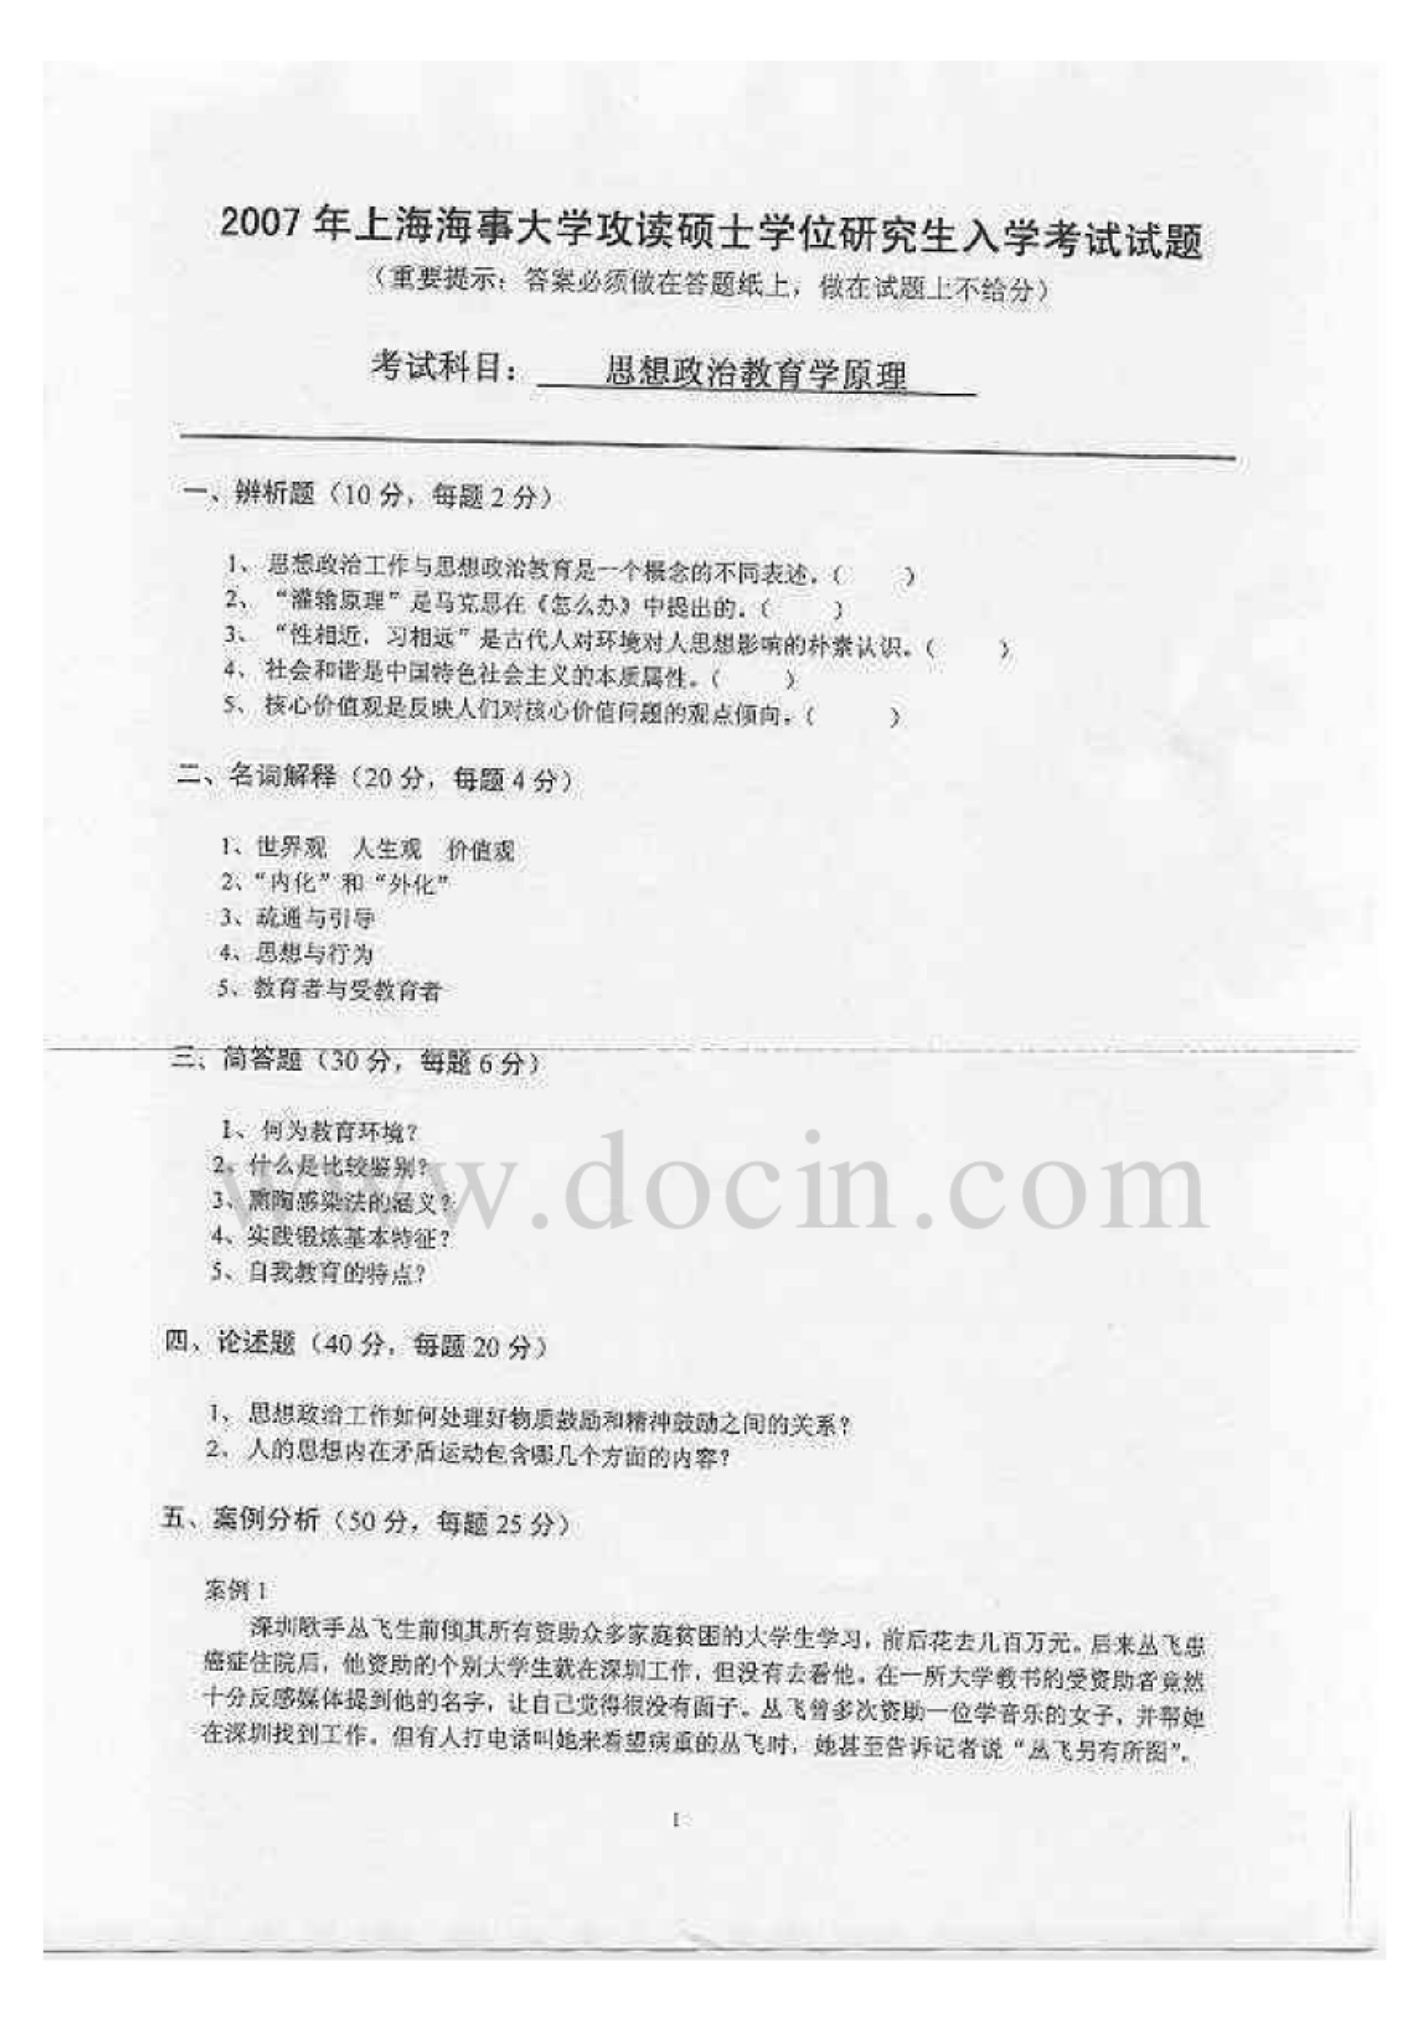 2007 年上海海事大学攻读硕士学位研究生入学考试试题
（重要提示：答案必须做在答题纸上，做在试题上不给分）
考试科目： 思想政治教育学原理
一、辨析题（10 分，每题 2 分）
1、思想政治工作与思想政治教育是一个概念的不同表述。（ ）
2、“灌输原理”是马克思在《怎么办》中提出的。（ ）
3、“性相近，习相远”是古代人对环境对人思想影响的朴素认识。（ ）
4、社会和谐是中国特色社会主义的本质属性。（ ）
5、核心价值观是反映人们对核心价值问题的观点倾向。（ ）
二、名词解释（20 分，每题 4 分）
1、世界观 人生观 价值观
2、“内化”和“外化”
3、疏通与引导
4、思想与行为
5、教育者与受教育者
三、简答题（30 分，每题 6 分）
1、何为教育环境？
2、什么是比较鉴别？
3、熏陶感染法的涵义？
4、实践锻炼基本特征？
5、自我教育的特点？
www.docin.com
四、论述题（40 分，每题 20 分）
1、思想政治工作如何处理好物质鼓励和精神鼓励之间的关系？
2、人的思想内在矛盾运动包含哪几个方面的内容？
五、案例分析（50 分，每题 25 分）
案例 1
深圳歌手丛飞生前倾其所有资助众多家庭贫困的大学生学习，前后花去几百万元。后来丛飞患
癌症住院后，他资助的个别大学生就在深圳工作，但没有去看他。在一所大学教书的受资助者竟然
十分反感媒体提到他的名字，让自己觉得很没有面子。丛飞曾多次资助一位学音乐的女子，并帮她
在深圳找到工作。但有人打电话叫她来看望病重的丛飞时，她甚至告诉记者说“丛飞另有所图”。
1